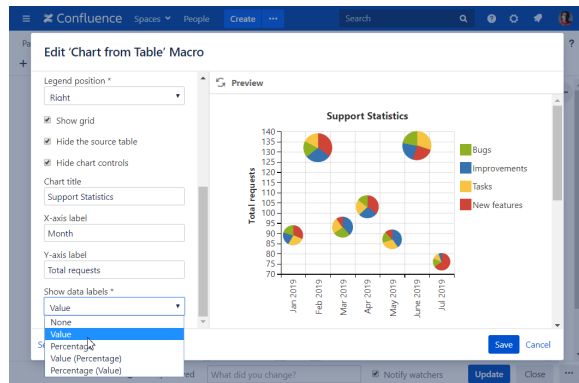 Confluence Spaces People Create ••• Search
Pa
Edit 'Chart from Table' Macro
?
Legend position *
Right
Show grid
Hide the source table
Hide chart controls
Chart title
Support Statistics
X-axis label
Month
Y-axis label
Total requests
Show data labels *
Value
None
Value
Percentage
Value (Percentage)
Percentage (Value)
Preview
Support Statistics
Total requests
140
135
130
125
120
115
110
105
100
95
90
85
80
75
70
Jan 2019
Feb 2019
Mar 2019
Apr 2019
May 2019
June 2019
Jul 2019
Bugs
Improvements
Tasks
New features
Se
Save Cancel
ed What did you change? Notify watchers Update Close •••